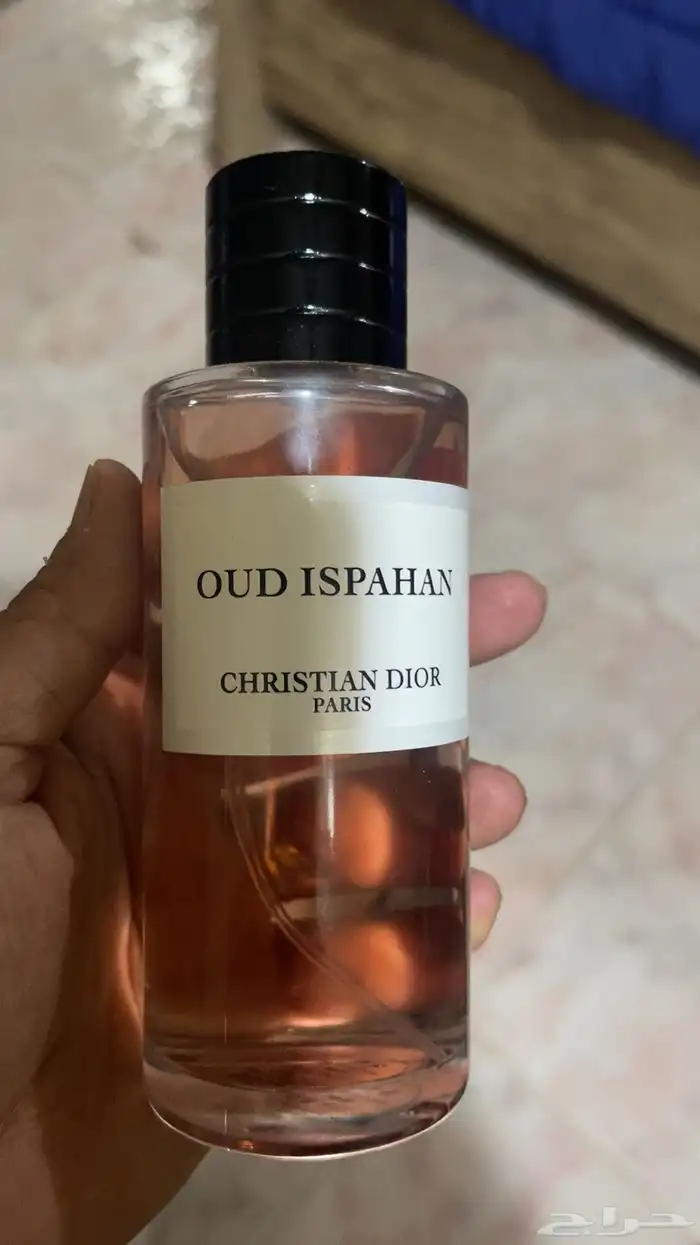 OUD ISPAHAN
CHRISTIAN DIOR
PARIS
حراج